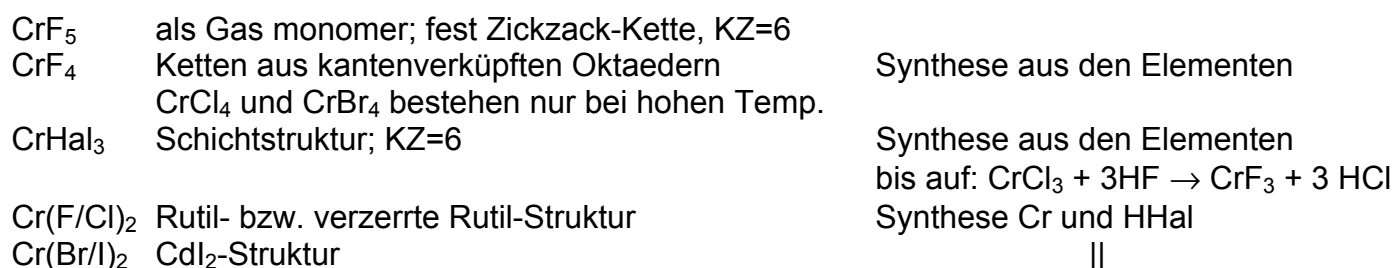 CrF₅ als Gas monomer; fest Zickzack-Kette, KZ=6
CrF₄ Ketten aus kantenverküpften Oktaedern Synthese aus den Elementen
CrCl₄ und CrBr₄ bestehen nur bei hohen Temp.
CrHal₃ Schichtstruktur; KZ=6 Synthese aus den Elementen
bis auf: CrCl₃ + 3HF → CrF₃ + 3 HCl
Cr(F/Cl)₂ Rutil- bzw. verzerrte Rutil-Struktur Synthese Cr und HHal
Cr(Br/I)₂ CdI₂-Struktur ||